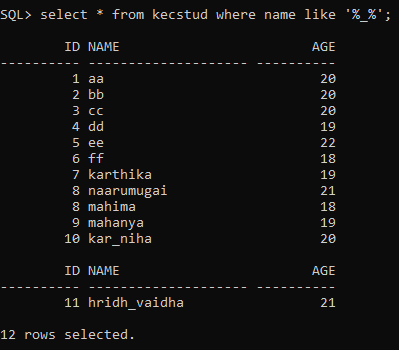 SQL> select * from kecstud where name like '%_%';
ID NAME AGE
---------- -------------------- ----------
1 aa 20
2 bb 20
3 cc 20
4 dd 19
5 ee 22
6 ff 18
7 karthika 19
8 naarumugai 21
8 mahima 18
9 mahanya 19
10 kar_niha 20
ID NAME AGE
---------- -------------------- ----------
11 hridh_vaidha 21
12 rows selected.